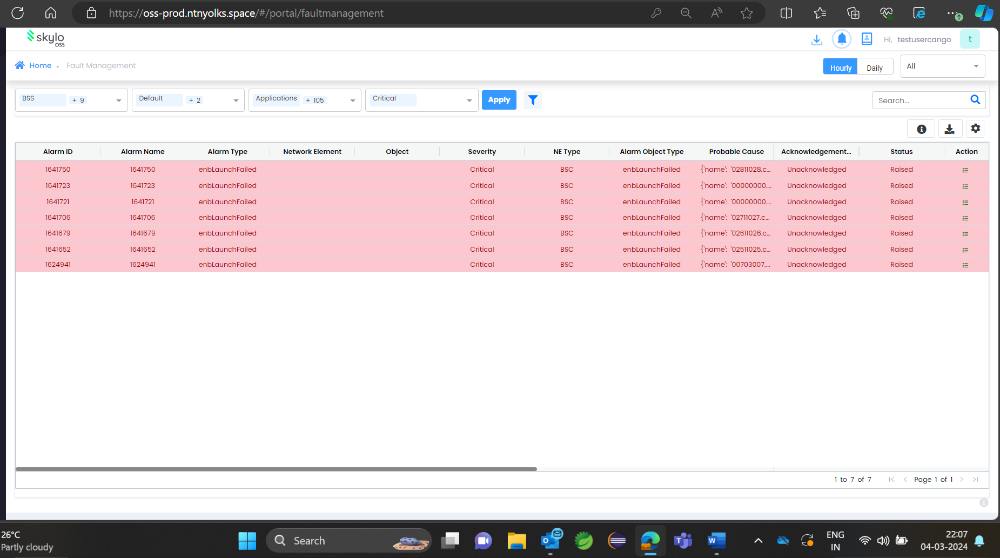 https://oss-prod.ntnyolks.space/#/portal/faultmanagement
skylo
oss
Hi, testusercango t
Home . Fault Management
Hourly Daily All
BSS + 9 Default + 2 Applications + 105 Critical Apply Search...
Alarm ID Alarm Name Alarm Type Network Element Object Severity NE Type Alarm Object Type Probable Cause Acknowledgement... Status Action
1641750 1641750 enbLaunchFailed Critical BSC enbLaunchFailed {'name': '02811028.c... Unacknowledged Raised
1641723 1641723 enbLaunchFailed Critical BSC enbLaunchFailed {'name': '00000000.... Unacknowledged Raised
1641721 1641721 enbLaunchFailed Critical BSC enbLaunchFailed {'name': '00000000.... Unacknowledged Raised
1641706 1641706 enbLaunchFailed Critical BSC enbLaunchFailed {'name': '02711027.c... Unacknowledged Raised
1641679 1641679 enbLaunchFailed Critical BSC enbLaunchFailed {'name': '02611026.c... Unacknowledged Raised
1641652 1641652 enbLaunchFailed Critical BSC enbLaunchFailed {'name': '02511025.c... Unacknowledged Raised
1624941 1624941 enbLaunchFailed Critical BSC enbLaunchFailed {'name': '00703007.... Unacknowledged Raised
1 to 7 of 7 Page 1 of 1
26°C
Partly cloudy
Search
ENG
IN
22:07
04-03-2024